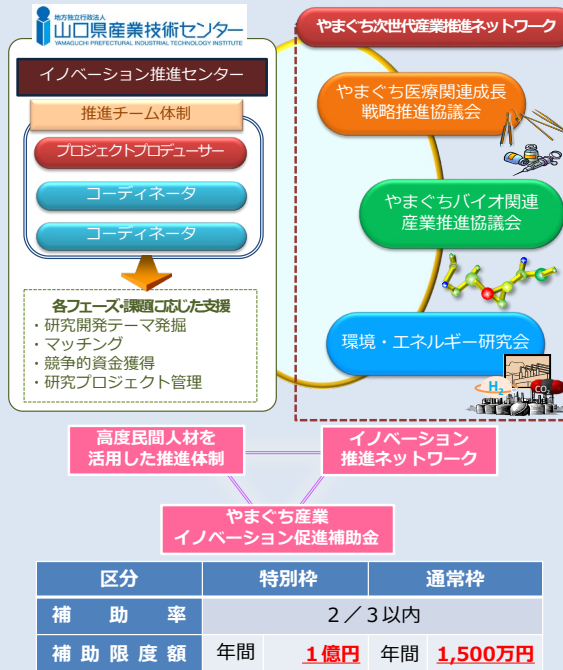 地方独立行政法人
山口県産業技術センター
YAMAGUCHI PREFECTURAL INDUSTRIAL TECHNOLOGY INSTITUTE
イノベーション推進センター
推進チーム体制
プロジェクトプロデューサー
コーディネータ
コーディネータ
各フェーズ・課題に応じた支援
・研究開発テーマ発掘
・マッチング
・競争的資金獲得
・研究プロジェクト管理
やまぐち次世代産業推進ネットワーク
やまぐち医療関連成長
戦略推進協議会
やまぐちバイオ関連
産業推進協議会
環境・エネルギー研究会
H2
CO2
高度民間人材を
活用した推進体制
イノベーション
推進ネットワーク
やまぐち産業
イノベーション促進補助金
区分 特別枠 通常枠
補助率 2／3以内
補助限度額 年間 1億円 年間 1,500万円